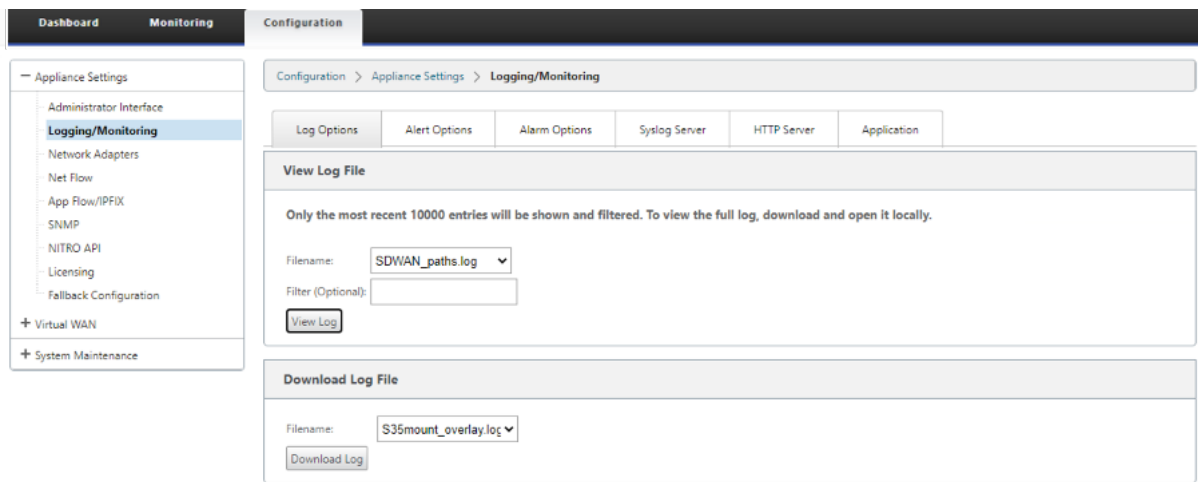 Dashboard Monitoring Configuration
Appliance Settings
Administrator Interface
Logging/Monitoring
Network Adapters
Net Flow
App Flow/IPFIX
SNMP
NITRO API
Licensing
Fallback Configuration
Virtual WAN
System Maintenance
Configuration > Appliance Settings > Logging/Monitoring
Log Options Alert Options Alarm Options Syslog Server HTTP Server Application
View Log File
Only the most recent 10000 entries will be shown and filtered. To view the full log, download and open it locally.
Filename: SDWAN_paths.log
Filter (Optional):
View Log
Download Log File
Filename: S35mount_overlay.log
Download Log